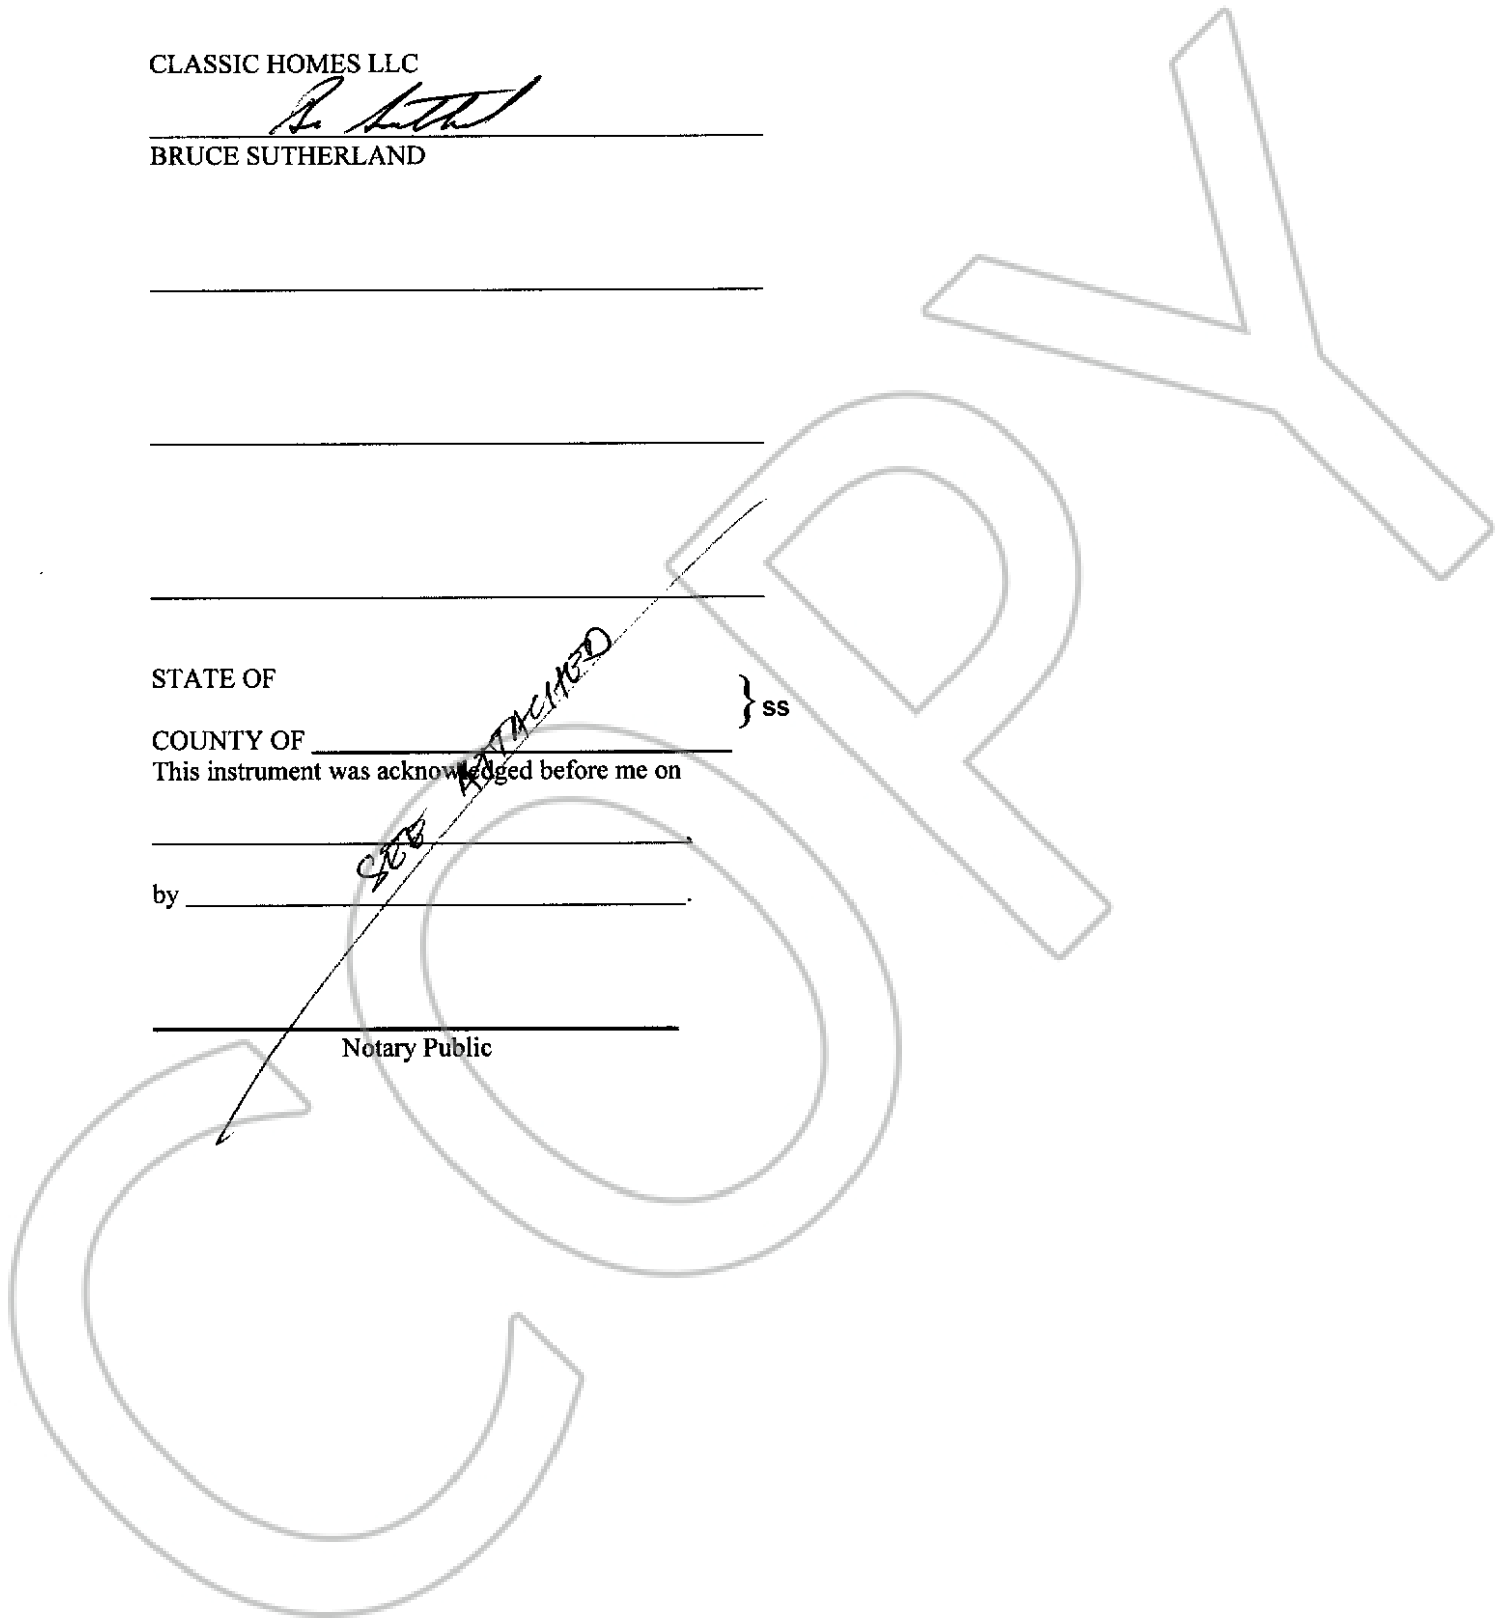 CLASSIC HOMES LLC
BRUCE SUTHERLAND
STATE OF
} ss
COUNTY OF
This instrument was acknowledged before me on
SEE ATTACHED
by .
Notary Public
COPY